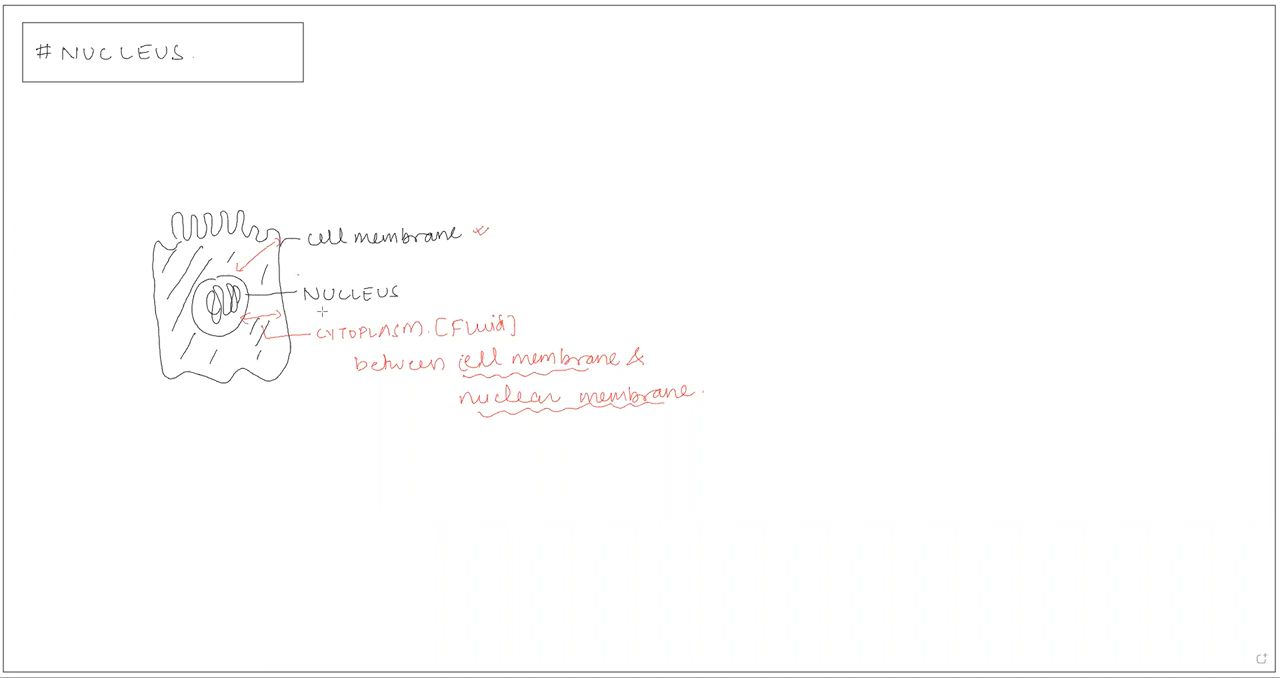 # NUCLEUS.
cell membrane
NUCLEUS
CYTOPLASM. [Fluid]
between cell membrane &
nuclear membrane.